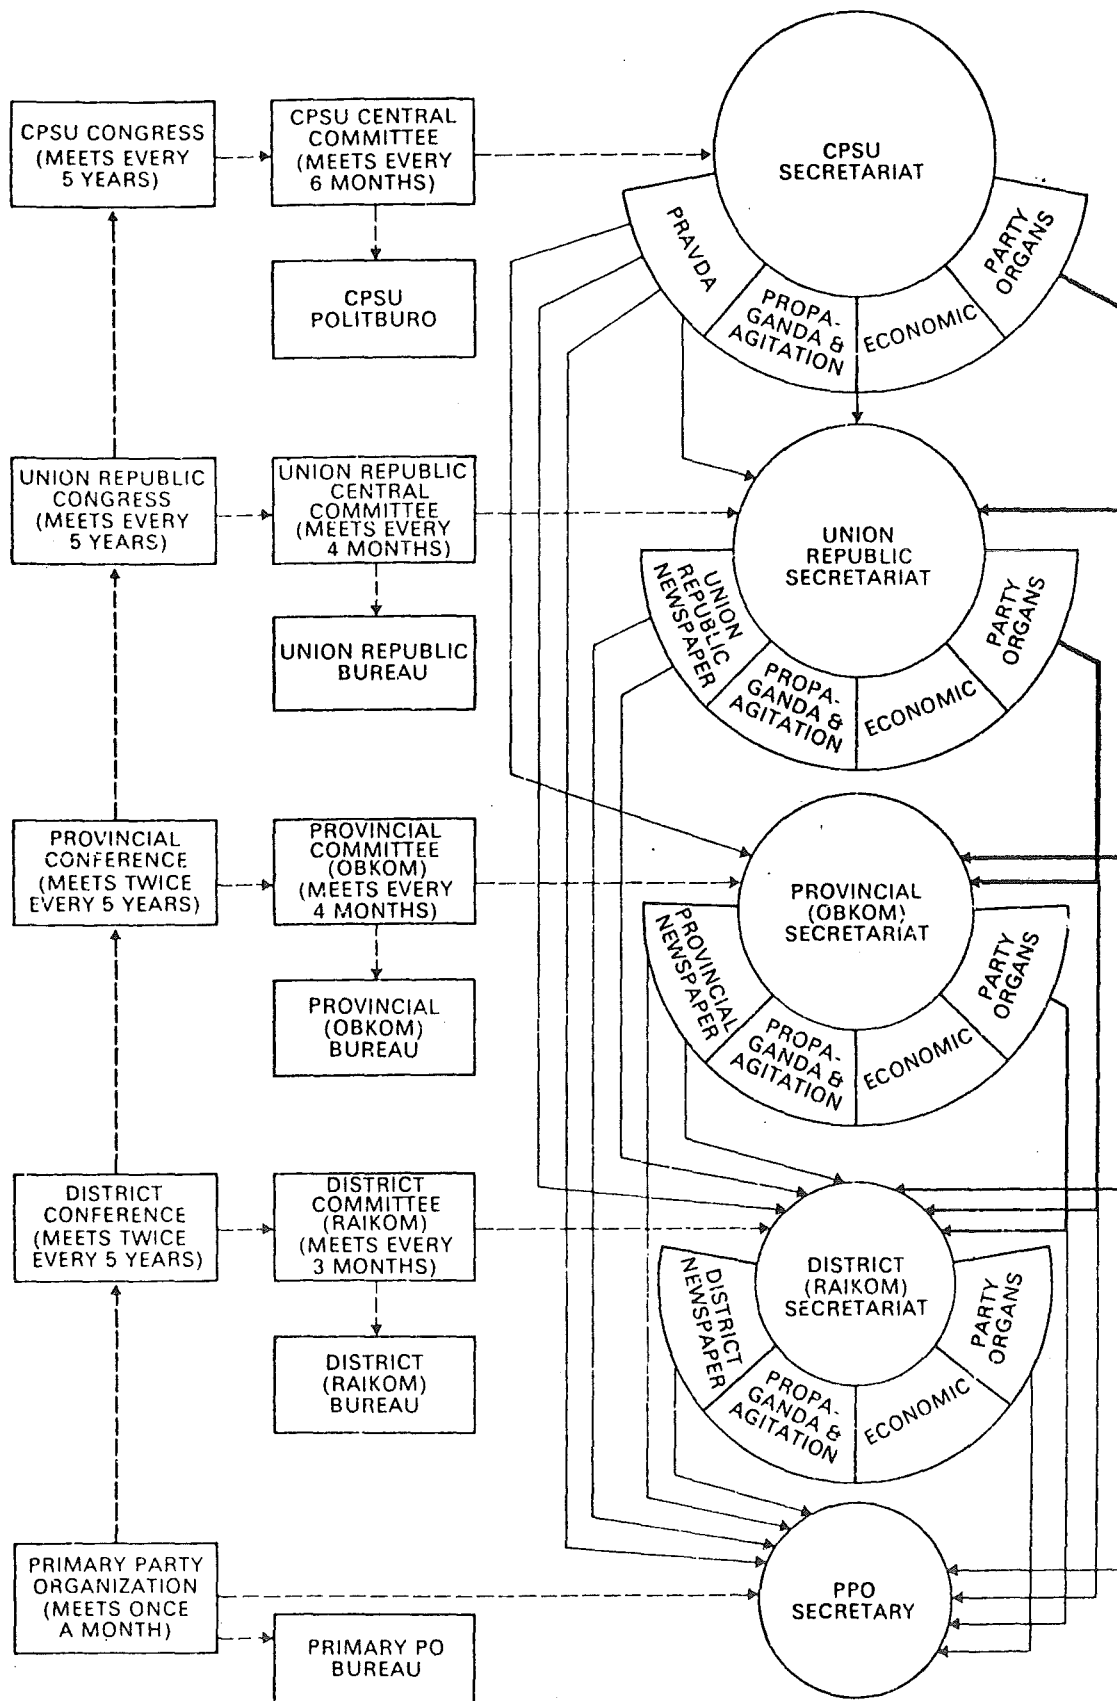 CPSU CONGRESS
(MEETS EVERY
5 YEARS)
CPSU CENTRAL
COMMITTEE
(MEETS EVERY
6 MONTHS)
CPSU
SECRETARIAT
PRAVDA
PROPA-
GANDA &
AGITATION
ECONOMIC
PARTY
ORGANS
CPSU
POLITBURO
UNION REPUBLIC
CONGRESS
(MEETS EVERY
5 YEARS)
UNION REPUBLIC
CENTRAL
COMMITTEE
(MEETS EVERY
4 MONTHS)
UNION
REPUBLIC
SECRETARIAT
UNION
REPUBLIC
NEWSPAPER
PROPA-
GANDA &
AGITATION
ECONOMIC
PARTY
ORGANS
UNION REPUBLIC
BUREAU
PROVINCIAL
CONFERENCE
(MEETS TWICE
EVERY 5 YEARS)
PROVINCIAL
COMMITTEE
(OBKOM)
(MEETS EVERY
4 MONTHS)
PROVINCIAL
(OBKOM)
SECRETARIAT
PROVINCIAL
NEWSPAPER
PROPA-
GANDA &
AGITATION
ECONOMIC
PARTY
ORGANS
PROVINCIAL
(OBKOM)
BUREAU
DISTRICT
CONFERENCE
(MEETS TWICE
EVERY 5 YEARS)
DISTRICT
COMMITTEE
(RAIKOM)
(MEETS EVERY
3 MONTHS)
DISTRICT
(RAIKOM)
SECRETARIAT
DISTRICT
NEWSPAPER
PROPA-
GANDA &
AGITATION
ECONOMIC
PARTY
ORGANS
DISTRICT
(RAIKOM)
BUREAU
PRIMARY PARTY
ORGANIZATION
(MEETS ONCE
A MONTH)
PPO
SECRETARY
PRIMARY PO
BUREAU